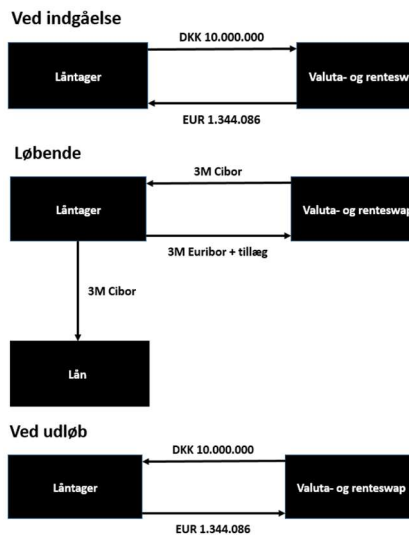 Ved indgåelse
DKK 10.000.000
Låntager
Valuta- og rentesw
EUR 1.344.086
Løbende
3M Cibor
Låntager
Valuta- og renteswap
3M Euribor + tillæg
3M Cibor
Lån
Ved udløb
DKK 10.000.000
Låntager
Valuta- og renteswap
EUR 1.344.086